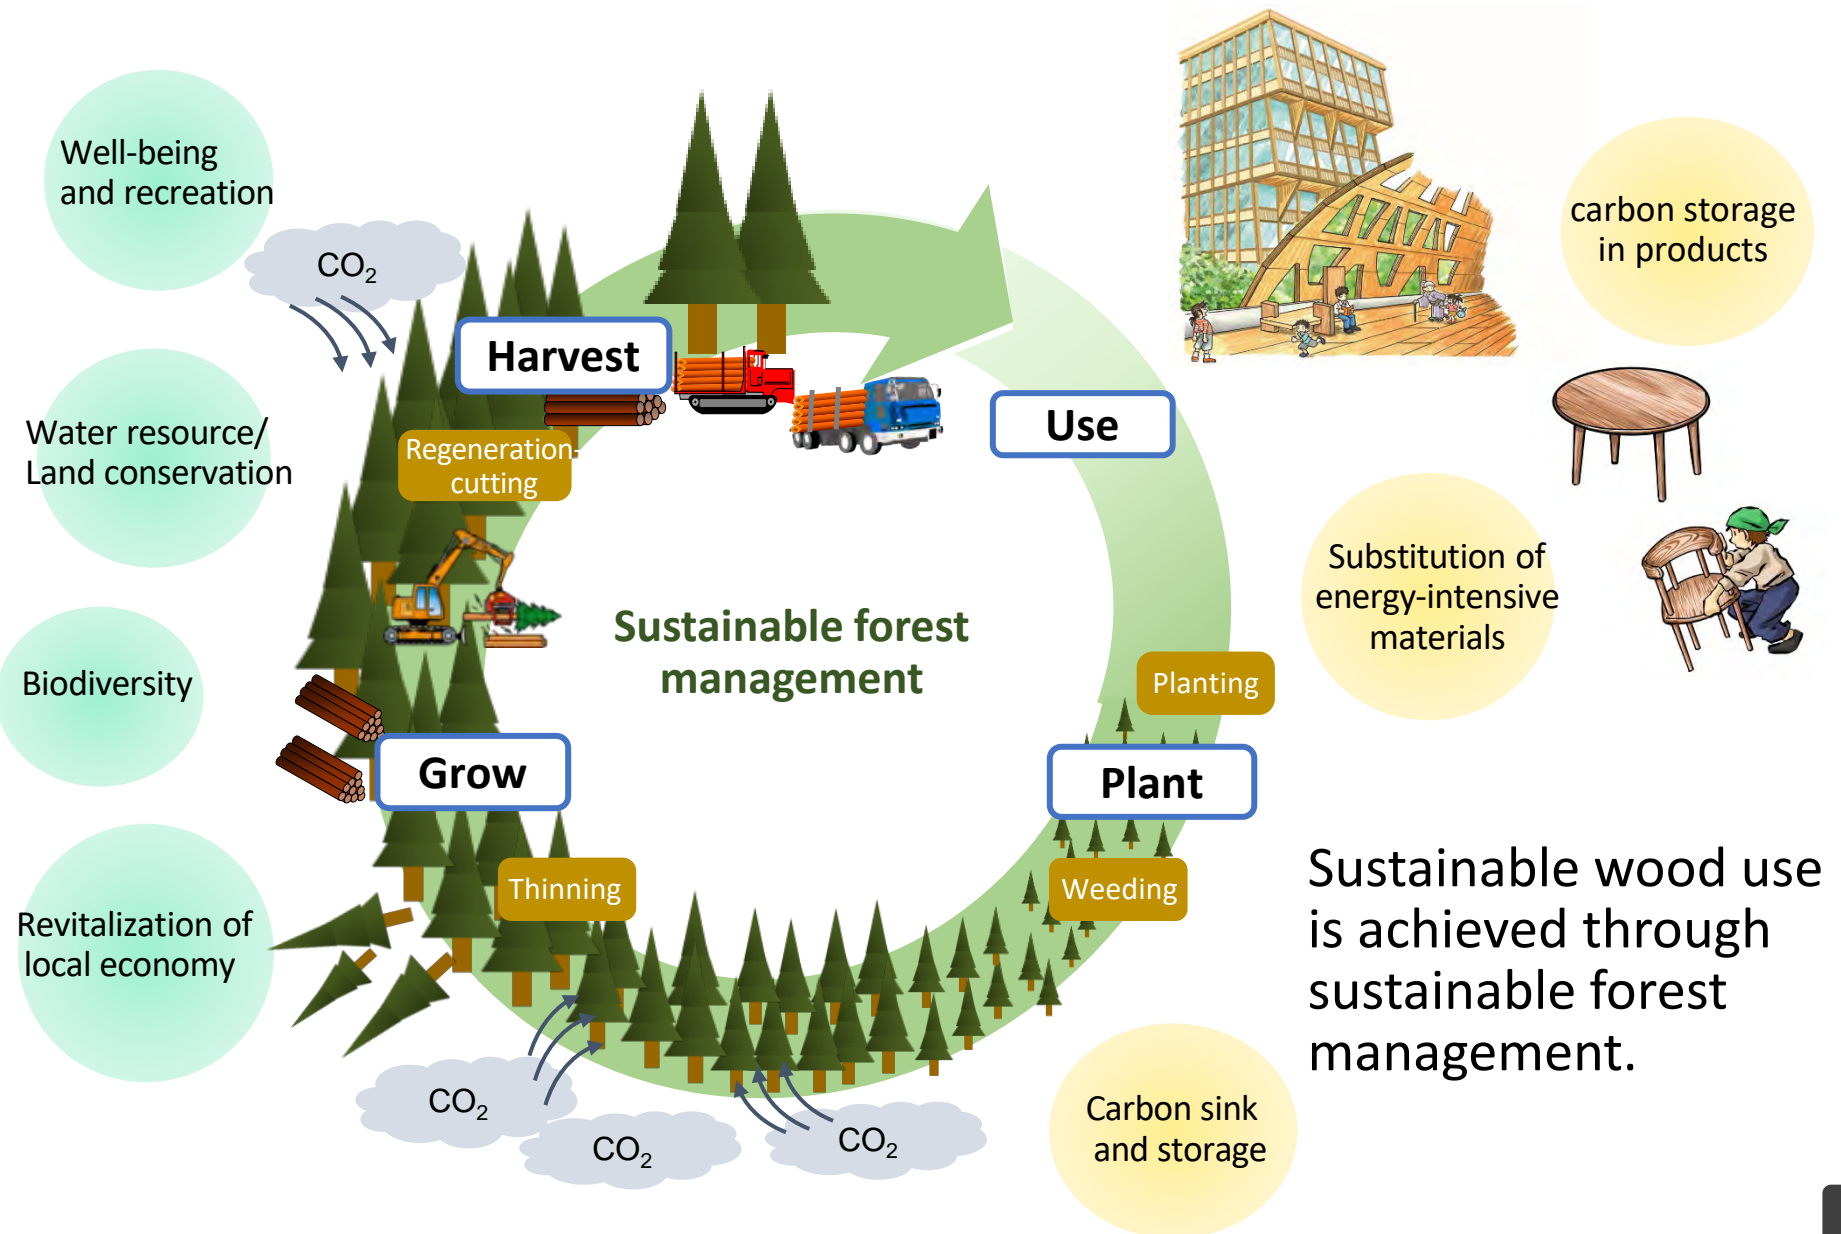 Well-being
and recreation
CO₂
Harvest
Use
carbon storage
in products
Water resource/
Land conservation
Regeneration-
cutting
Substitution of
energy-intensive
materials
Sustainable forest
management
Biodiversity
Planting
Grow
Plant
Thinning
Weeding
Revitalization of
local economy
Sustainable wood use
is achieved through
sustainable forest
management.
CO₂
CO₂
CO₂
Carbon sink
and storage